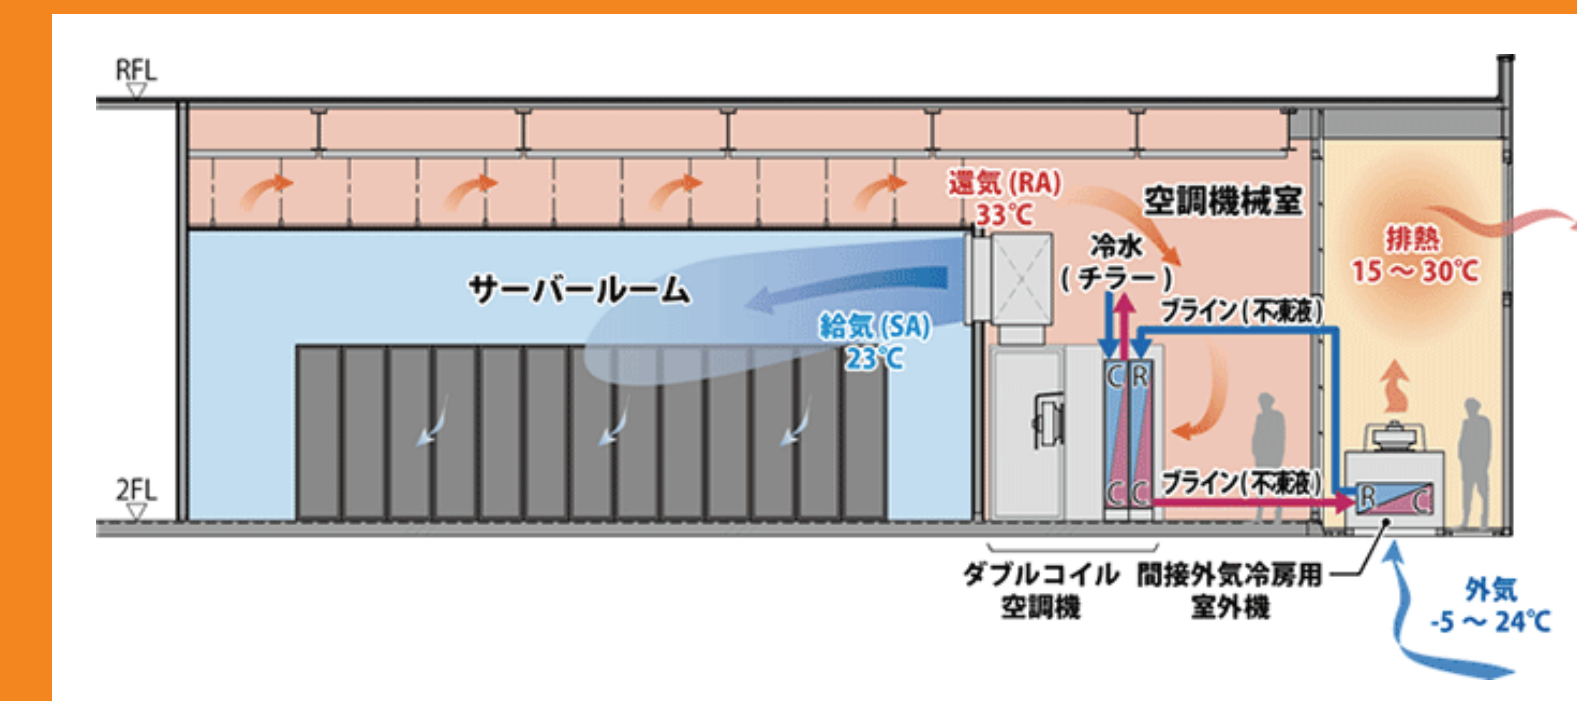 RFL
還気 (RA)
33℃
空調機械室
冷水
( チラー )
排熱
15 ～ 30℃
サーバールーム
給気 (SA)
23℃
ブライン ( 不凍液 )
C R
2FL
C C
ブライン ( 不凍液 )
R C
ダブルコイル
空調機
間接外気冷房用
室外機
外気
-5 ～ 24℃